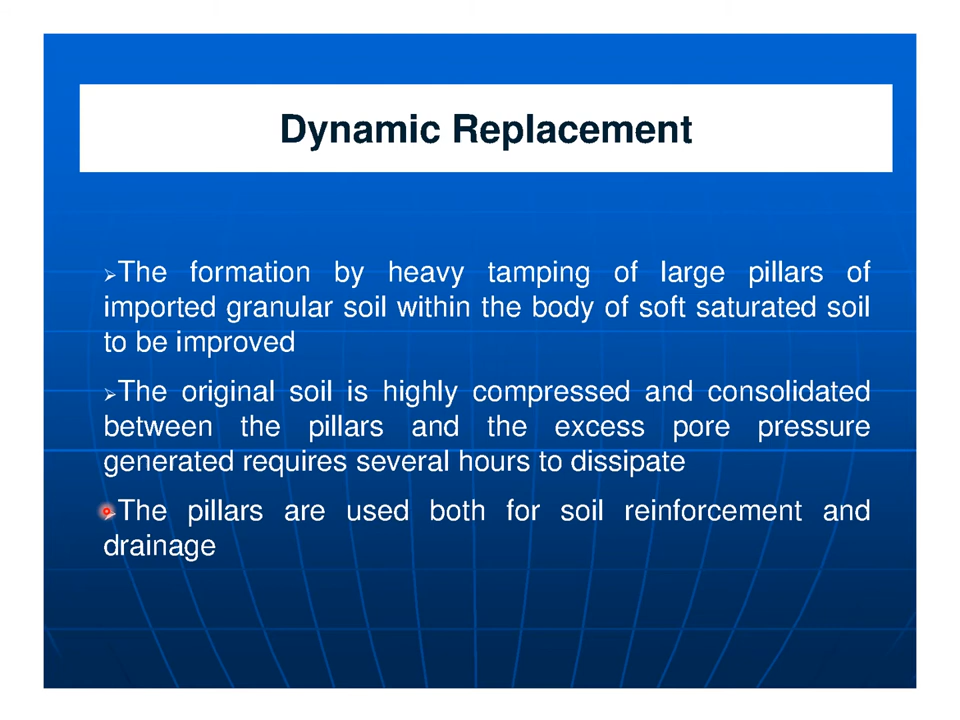 Dynamic Replacement
➢The formation by heavy tamping of large pillars of
imported granular soil within the body of soft saturated soil
to be improved
➢The original soil is highly compressed and consolidated
between the pillars and the excess pore pressure
generated requires several hours to dissipate
➢The pillars are used both for soil reinforcement and
drainage